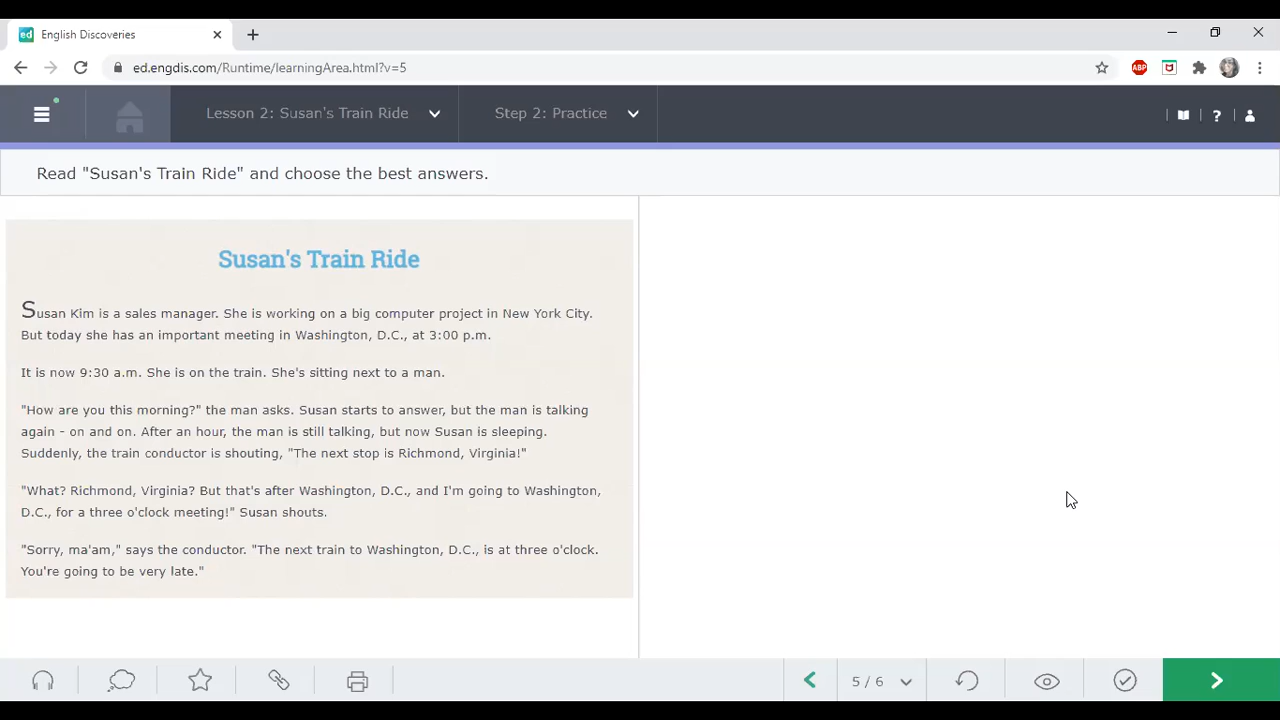 ed English Discoveries
ed.engdis.com/Runtime/learningArea.html?v=5
ABP
Lesson 2: Susan's Train Ride
Step 2: Practice
?
Read "Susan's Train Ride" and choose the best answers.
Susan's Train Ride
Susan Kim is a sales manager. She is working on a big computer project in New York City.
But today she has an important meeting in Washington, D.C., at 3:00 p.m.
It is now 9:30 a.m. She is on the train. She's sitting next to a man.
"How are you this morning?" the man asks. Susan starts to answer, but the man is talking
again - on and on. After an hour, the man is still talking, but now Susan is sleeping.
Suddenly, the train conductor is shouting, "The next stop is Richmond, Virginia!"
"What? Richmond, Virginia? But that's after Washington, D.C., and I'm going to Washington,
D.C., for a three o'clock meeting!" Susan shouts.
"Sorry, ma'am," says the conductor. "The next train to Washington, D.C., is at three o'clock.
You're going to be very late."
5 / 6